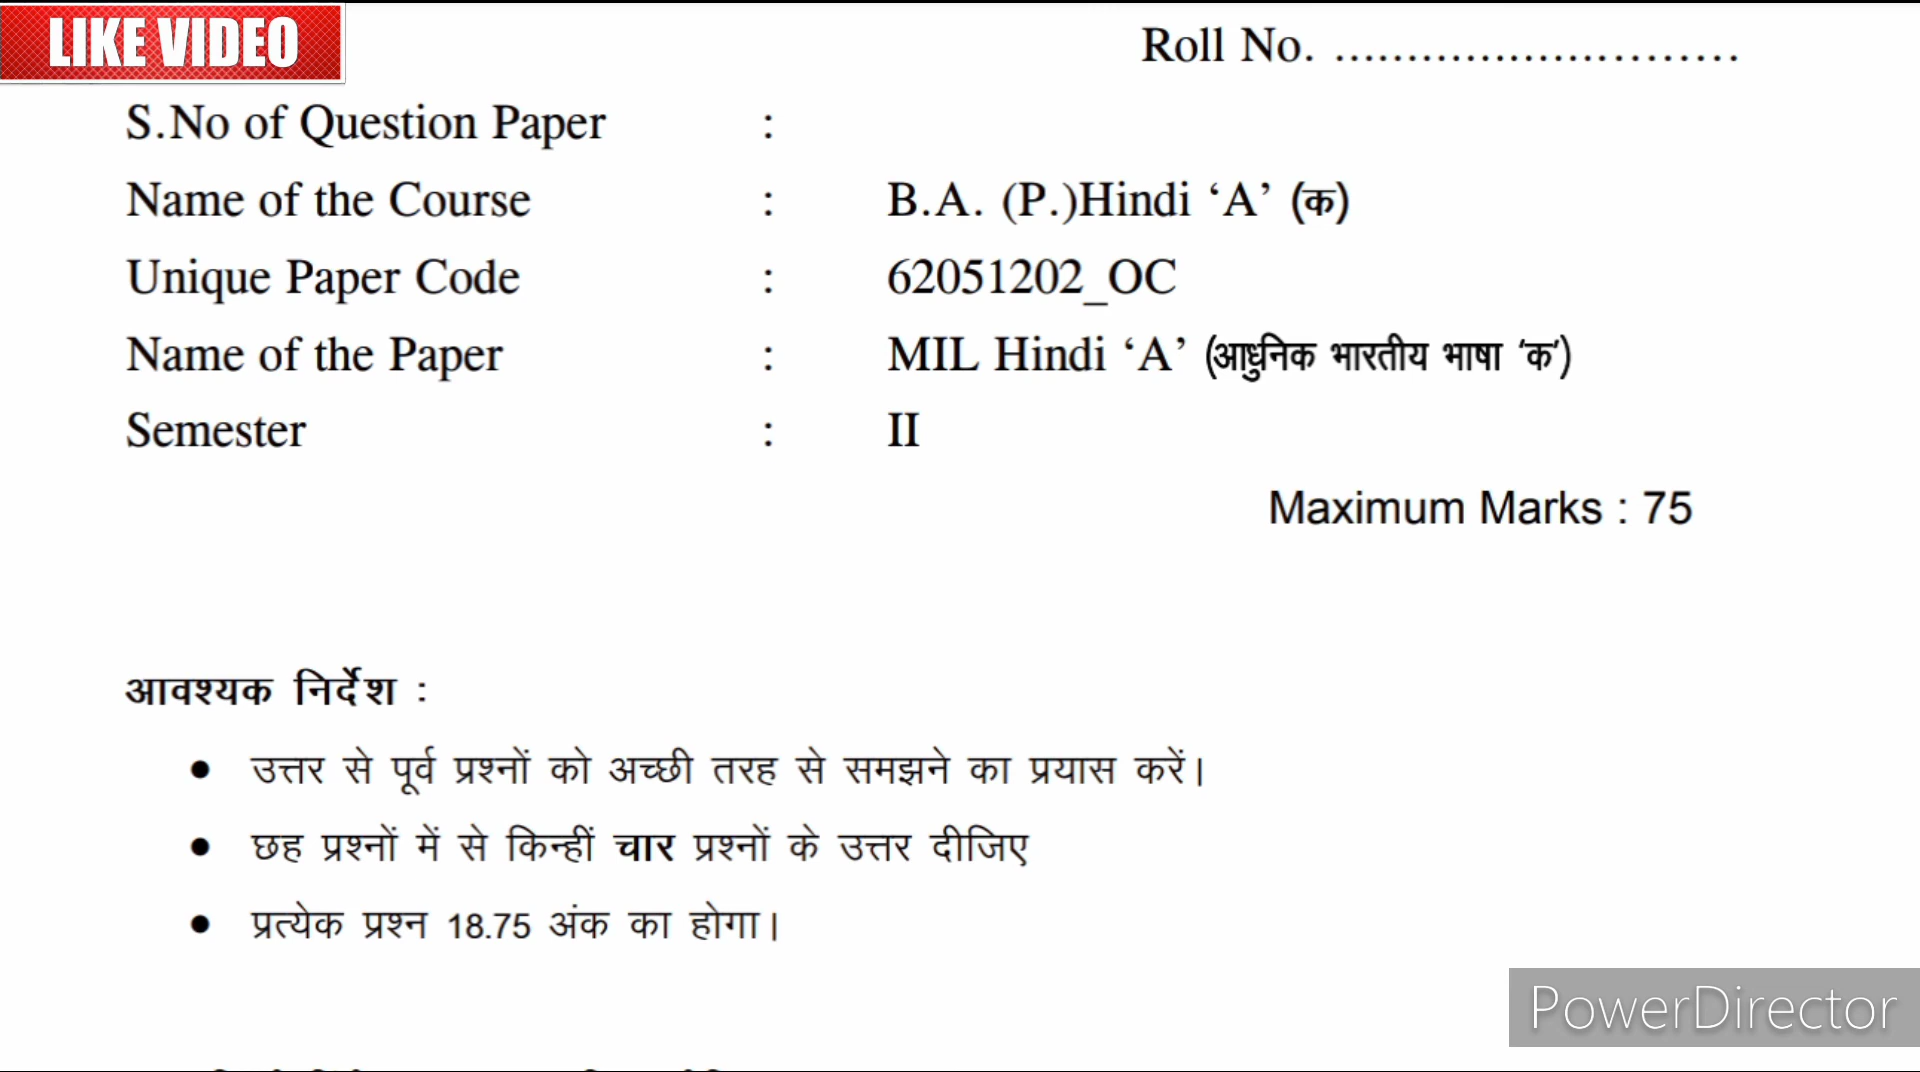 LIKE VIDEO
Roll No. ............................
S.No of Question Paper :
Name of the Course : B.A. (P.)Hindi ‘A’ (क)
Unique Paper Code : 62051202_OC
Name of the Paper : MIL Hindi ‘A’ (आधुनिक भारतीय भाषा ‘क’)
Semester : II
Maximum Marks : 75
आवश्यक निर्देश :
● उत्तर से पूर्व प्रश्नों को अच्छी तरह से समझने का प्रयास करें।
● छह प्रश्नों में से किन्हीं चार प्रश्नों के उत्तर दीजिए
● प्रत्येक प्रश्न 18.75 अंक का होगा।
PowerDirector